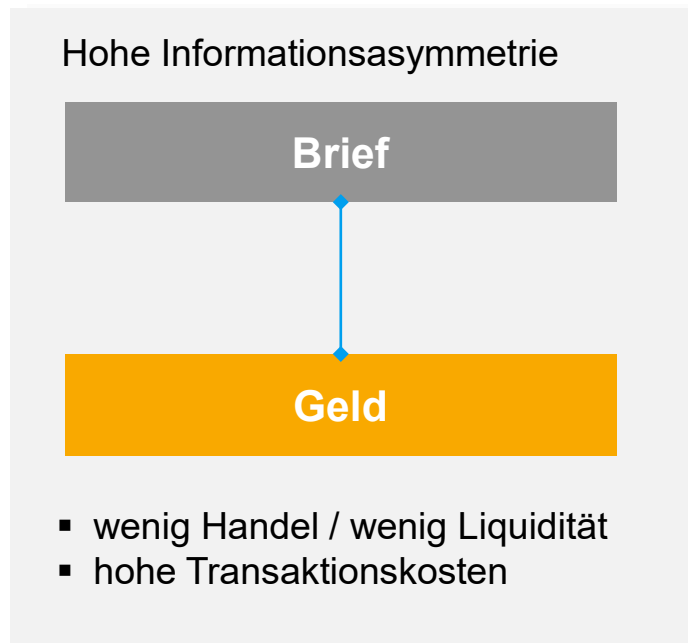 Hohe Informationsasymmetrie
Brief
Geld
▪ wenig Handel / wenig Liquidität
▪ hohe Transaktionskosten